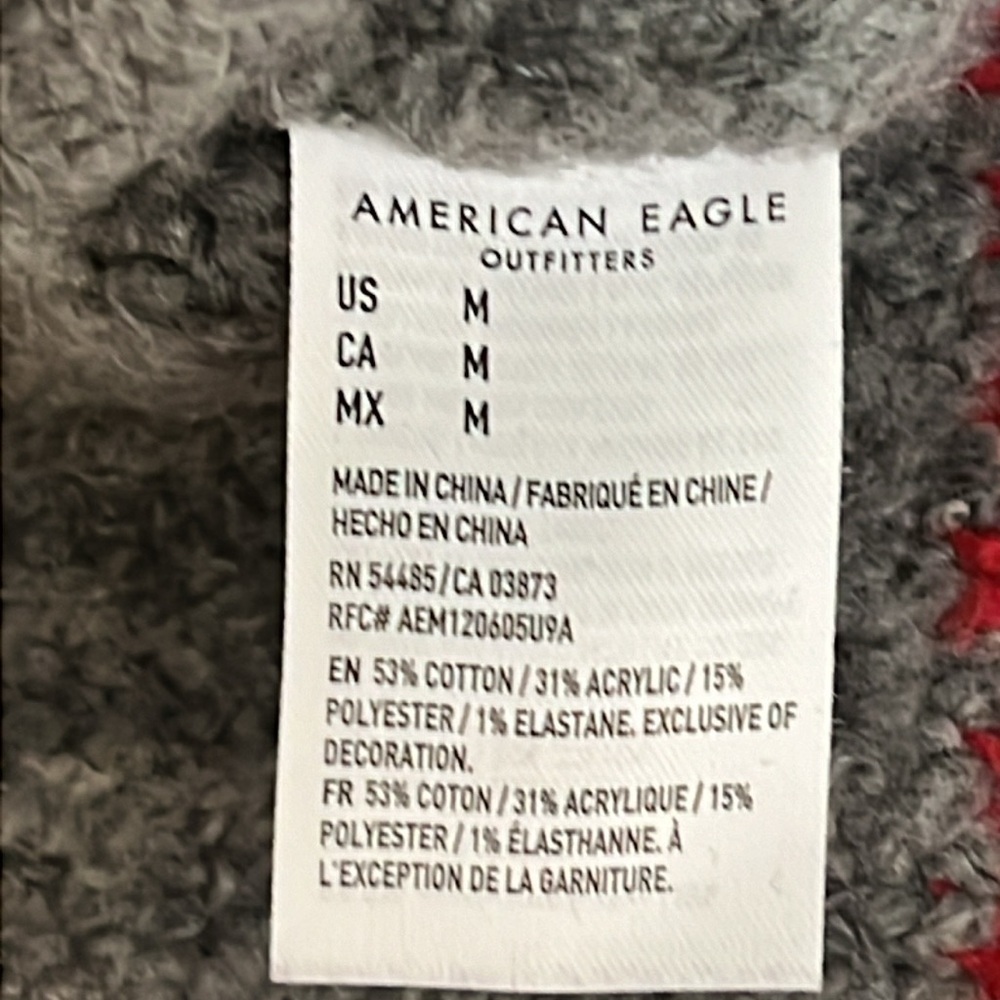 AMERICAN EAGLE
OUTFITTERS
US M
CA M
MX M
MADE IN CHINA / FABRIQUÉ EN CHINE /
HECHO EN CHINA
RN 54485 / CA 03873
RFC# AEM120605U9A
EN 53% COTTON / 31% ACRYLIC / 15%
POLYESTER / 1% ELASTANE. EXCLUSIVE OF
DECORATION.
FR 53% COTON / 31% ACRYLIQUE / 15%
POLYESTER / 1% ÉLASTHANNE. À
L'EXCEPTION DE LA GARNITURE.